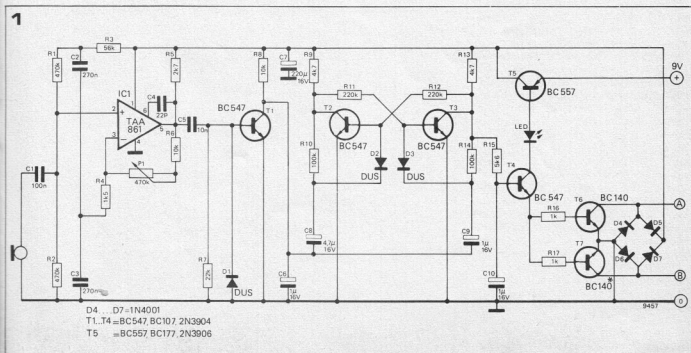 1
R1
470k
C2
270n
R3
56k
IC1
TAA
861
C4
22P
R5
2k7
C5
10n
R6
10k
P1
470k
R4
1k5
C1
100n
R2
470k
C3
270n
R7
22k
D1
DUS
BC547
T1
R8
10k
C7
220µ
16V
C6
1µ
16V
R9
4k7
R11
220k
R12
220k
R13
4k7
T2
BC547
T3
BC547
D2
DUS
D3
DUS
R10
100k
R14
100k
R15
5k6
C8
4,7µ
16V
C9
1µ
16V
C10
1µ
16V
T5
BC557
LED
T4
BC547
R16
1k
R17
1k
T6
BC140
T7
BC140
*
D4
D5
D6
D7
9V
+
A
B
0
9457
D4....D7=1N4001
T1...T4=BC547,BC107,2N3904
T5 =BC557,BC177,2N3906